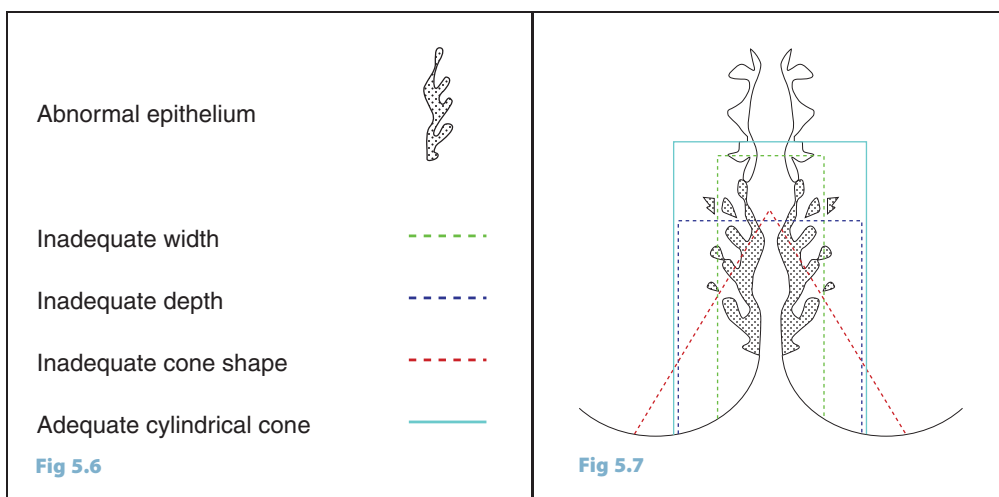 Abnormal epithelium
Inadequate width
Inadequate depth
Inadequate cone shape
Adequate cylindrical cone
Fig 5.6
Fig 5.7